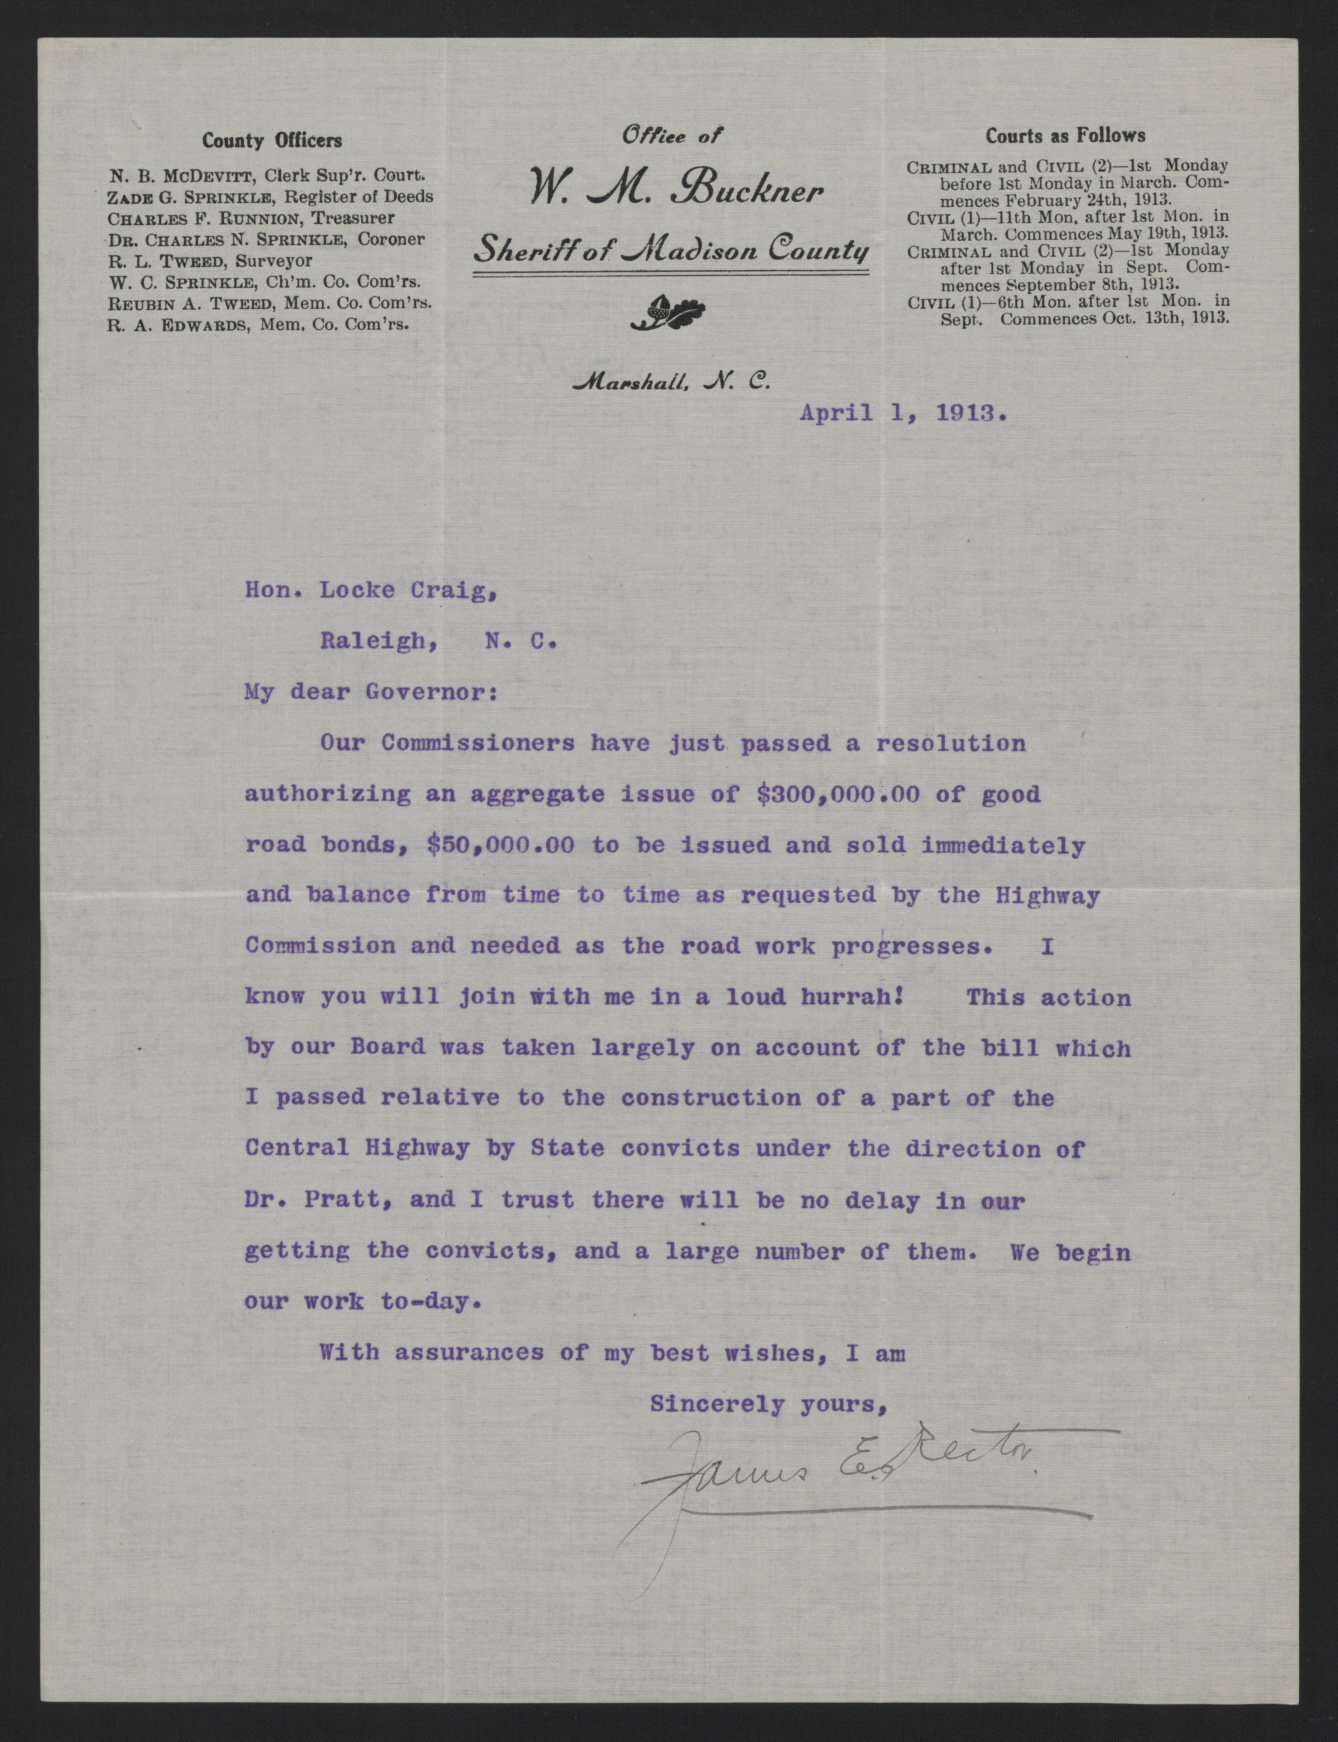 County Officers
N. B. McDevitt, Clerk Sup'r. Court.
Zade G. Sprinkle, Register of Deeds
Charles F. Runnion, Treasurer
Dr. Charles N. Sprinkle, Coroner
R. L. Tweed, Surveyor
W. C. Sprinkle, Ch'm. Co. Com'rs.
Reubin A. Tweed, Mem. Co. Com'rs.
R. A. Edwards, Mem. Co. Com'rs.
Office of
W. M. Buckner
Sheriff of Madison County
Marshall, N. C.
Courts as Follows
Criminal and Civil (2)—1st Monday
before 1st Monday in March. Com-
mences February 24th, 1913.
Civil (1)—11th Mon. after 1st Mon. in
March. Commences May 19th, 1913.
Criminal and Civil (2)—1st Monday
after 1st Monday in Sept. Com-
mences September 8th, 1913.
Civil (1)—6th Mon. after 1st Mon. in
Sept. Commences Oct. 13th, 1913.
April 1, 1913.
Hon. Locke Craig,
Raleigh, N. C.
My dear Governor:
Our Commissioners have just passed a resolution
authorizing an aggregate issue of $300,000.00 of good
road bonds, $50,000.00 to be issued and sold immediately
and balance from time to time as requested by the Highway
Commission and needed as the road work progresses. I
know you will join with me in a loud hurrah! This action
by our Board was taken largely on account of the bill which
I passed relative to the construction of a part of the
Central Highway by State convicts under the direction of
Dr. Pratt, and I trust there will be no delay in our
getting the convicts, and a large number of them. We begin
our work to-day.
With assurances of my best wishes, I am
Sincerely yours,
James E. Rector.